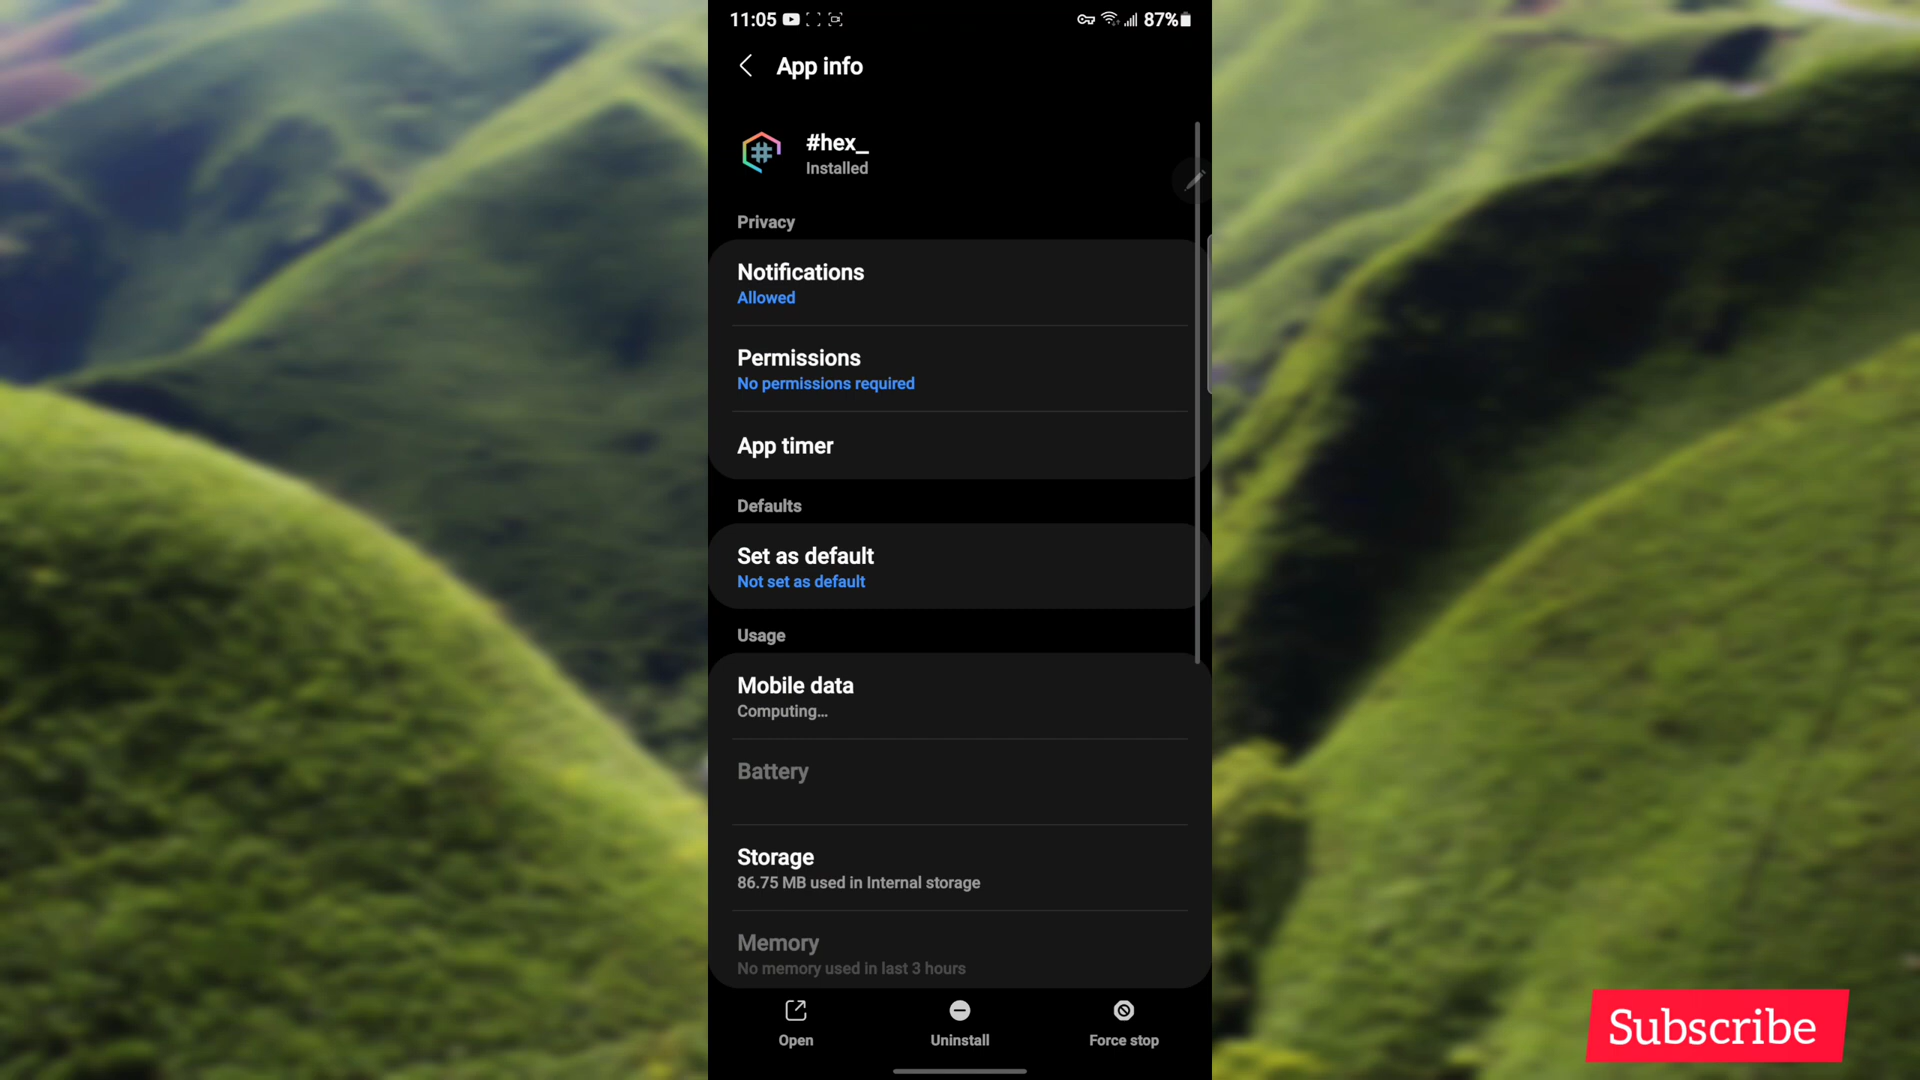 11:05 87%
App info
#hex_
Installed
Privacy
Notifications
Allowed
Permissions
No permissions required
App timer
Defaults
Set as default
Not set as default
Usage
Mobile data
Computing...
Battery
Storage
86.75 MB used in Internal storage
Memory
No memory used in last 3 hours
Open Uninstall Force stop
Subscribe